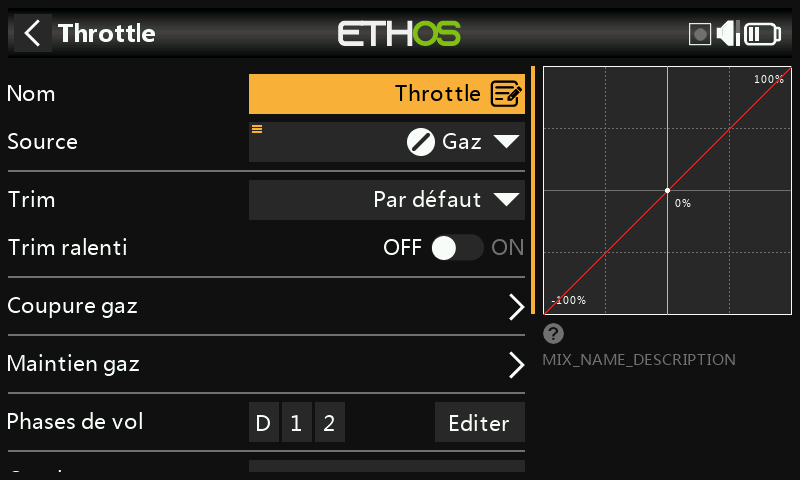 Throttle
ETHOS
Nom
Throttle
Source
Gaz
Trim
Par défaut
Trim ralenti
OFF ON
Coupure gaz
Maintien gaz
Phases de vol
D 1 2 Editer
100%
0%
-100%
?
MIX_NAME_DESCRIPTION